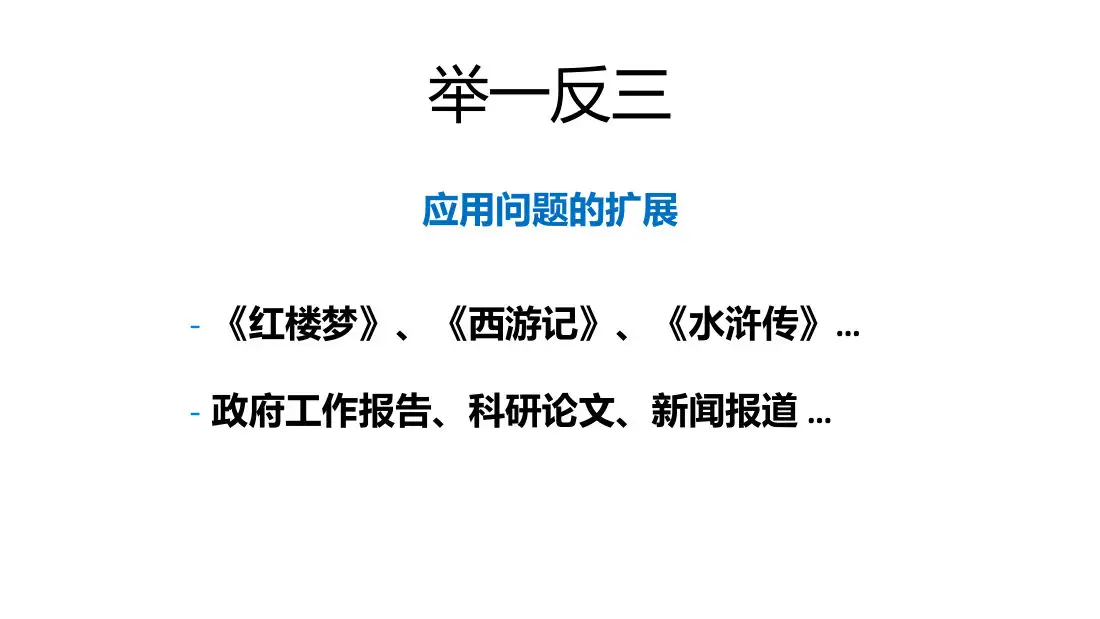 举一反三
应用问题的扩展
- 《红楼梦》、《西游记》、《水浒传》...
- 政府工作报告、科研论文、新闻报道 ...